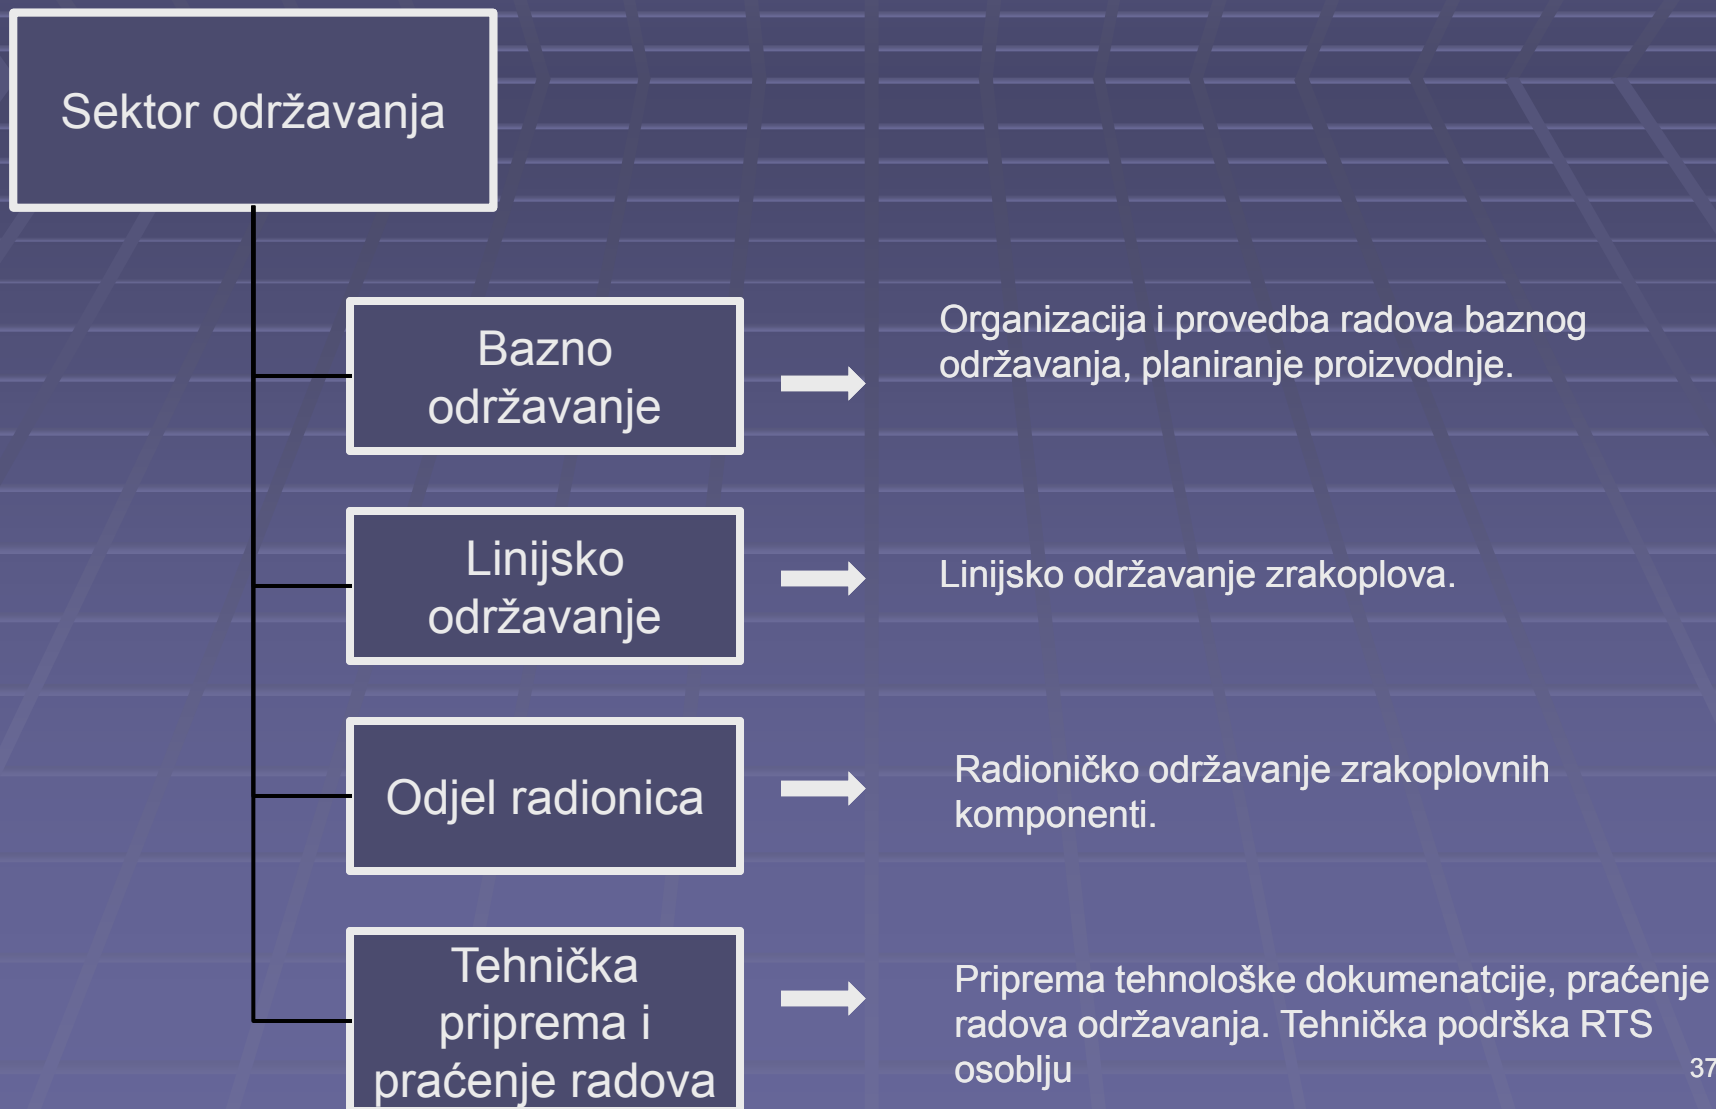 Sektor održavanja
Bazno
održavanje
Organizacija i provedba radova baznog
održavanja, planiranje proizvodnje.
Linijsko
održavanje
Linijsko održavanje zrakoplova.
Odjel radionica
Radioničko održavanje zrakoplovnih
komponenti.
Tehnička
priprema i
praćenje radova
Priprema tehnološke dokumenatcije, praćenje
radova održavanja. Tehnička podrška RTS
osoblju
37